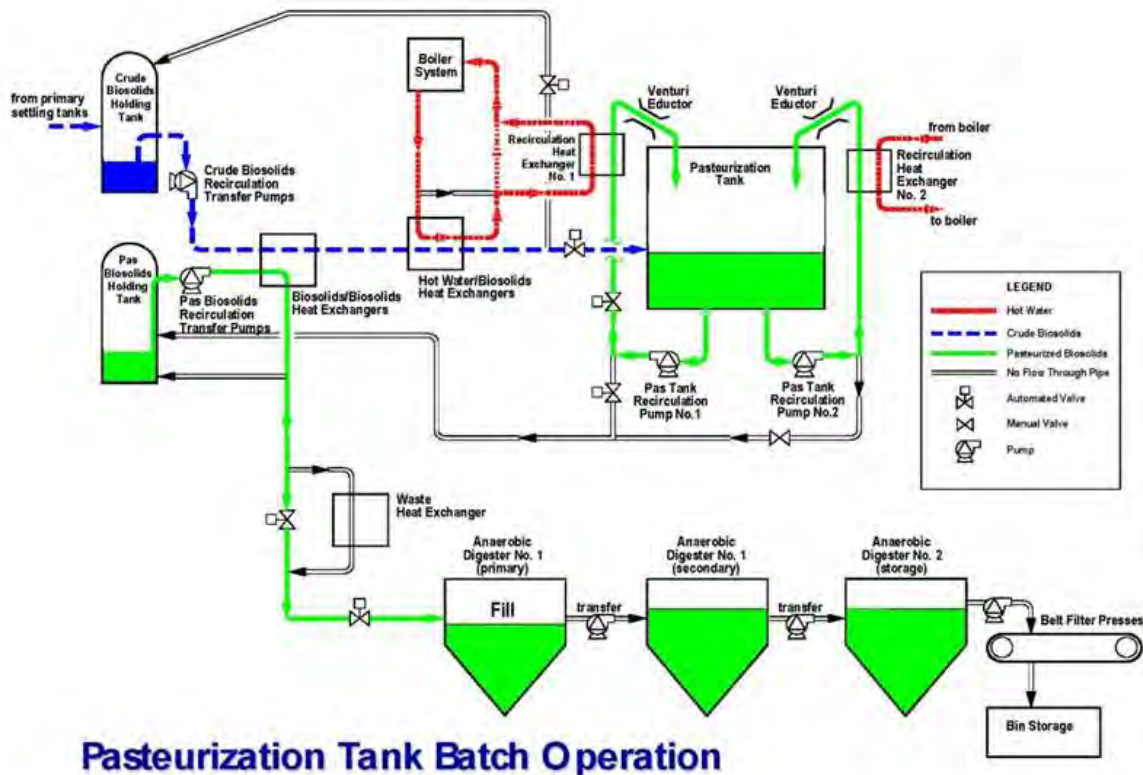 Crude
Biosolids
Holding
Tank
from primary
settling tanks
Crude Biosolids
Recirculation
Transfer Pumps
Boiler
System
Recirculation
Heat
Exchanger
No. 1
Venturi
Eductor
Venturi
Eductor
Pasteurization
Tank
from boiler
Recirculation
Heat
Exchanger
No. 2
to boiler
Pas
Biosolids
Holding
Tank
Pas Biosolids
Recirculation
Transfer Pumps
Biosolids/Biosolids
Heat Exchangers
Hot Water/Biosolids
Heat Exchangers
Pas Tank
Recirculation
Pump No.1
Pas Tank
Recirculation
Pump No.2
LEGEND
Hot Water
Crude Biosolids
Pasteurized Biosolids
No Flow Through Pipe
Automated Valve
Manual Valve
Pump
Waste
Heat Exchanger
Anaerobic
Digester No. 1
(primary)
Fill
transfer
Anaerobic
Digester No. 1
(secondary)
transfer
Anaerobic
Digester No. 2
(storage)
Belt Filter Presses
Bin Storage
Pasteurization Tank Batch Operation